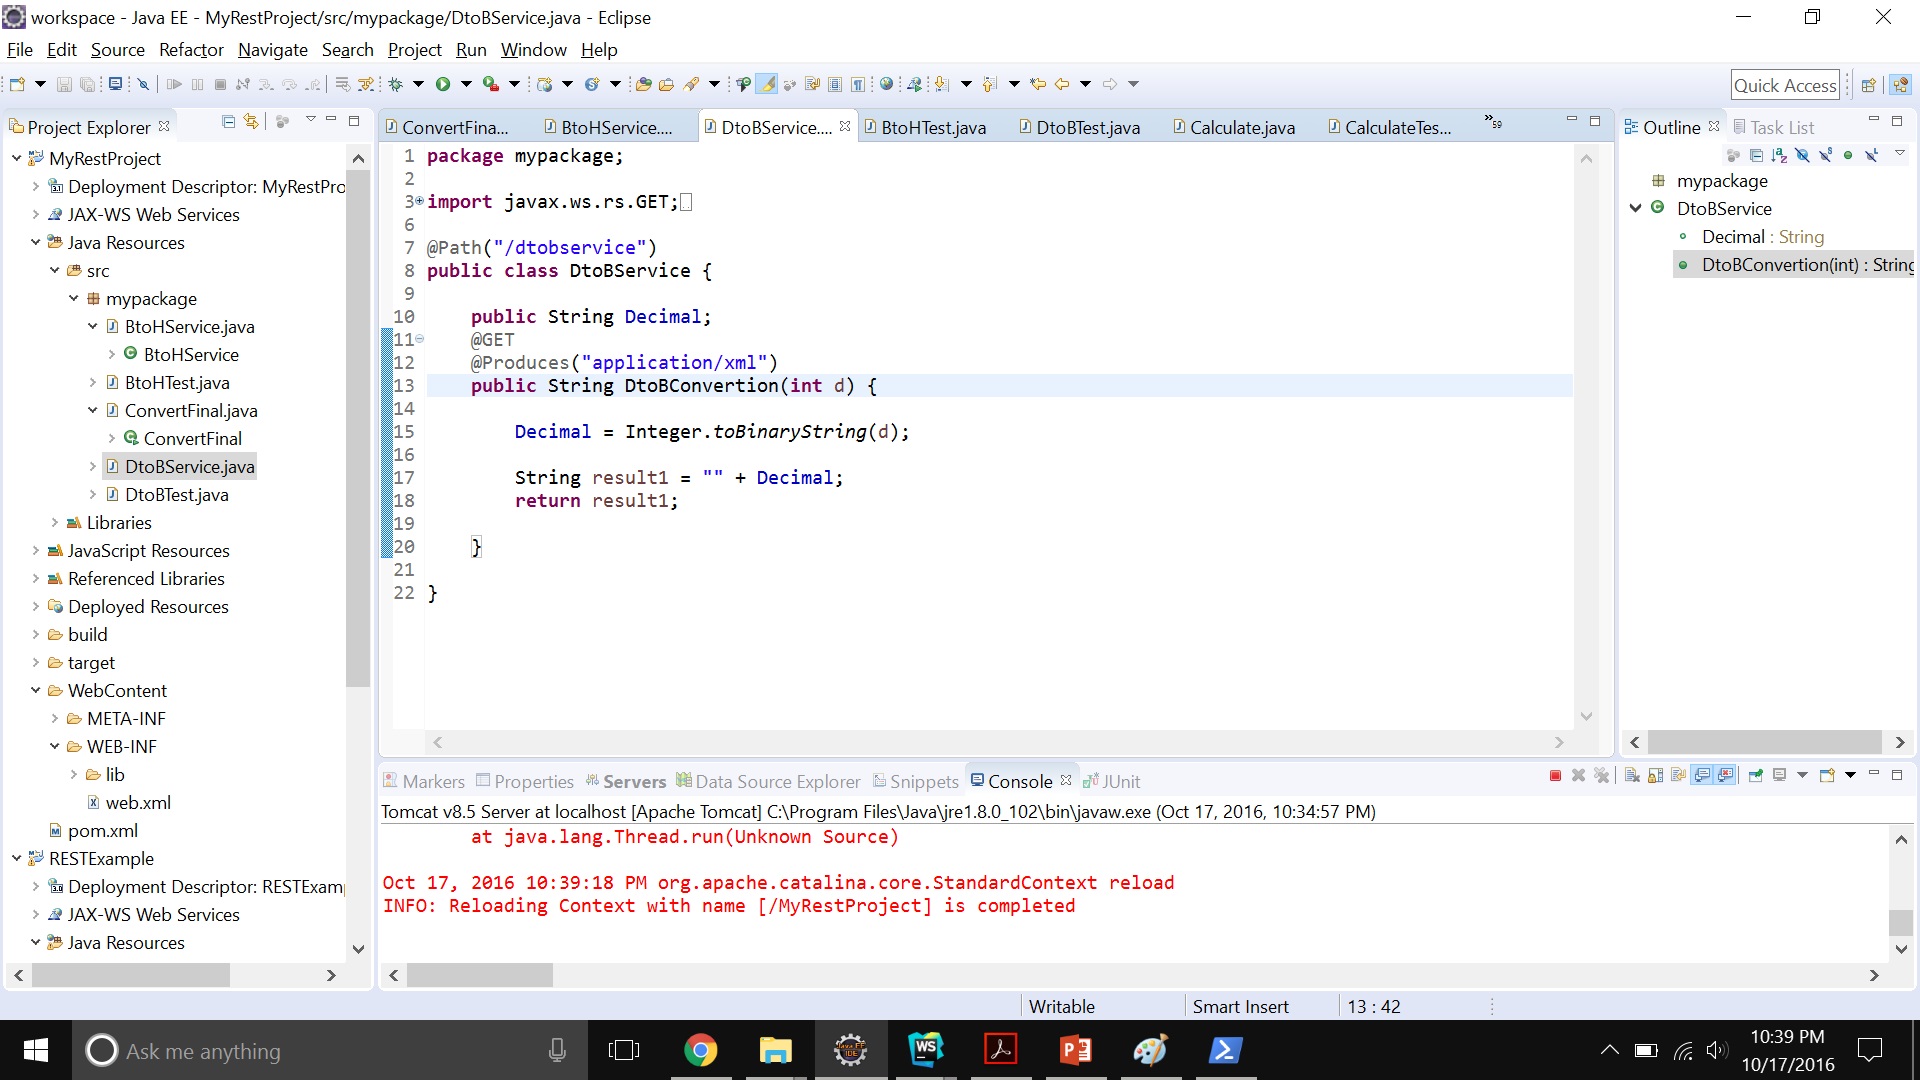 workspace - Java EE - MyRestProject/src/mypackage/DtoBService.java - Eclipse
File Edit Source Refactor Navigate Search Project Run Window Help
Quick Access
Project Explorer
MyRestProject
Deployment Descriptor: MyRestPro
JAX-WS Web Services
Java Resources
src
mypackage
BtoHService.java
BtoHService
BtoHTest.java
ConvertFinal.java
ConvertFinal
DtoBService.java
DtoBTest.java
Libraries
JavaScript Resources
Referenced Libraries
Deployed Resources
build
target
WebContent
META-INF
WEB-INF
lib
web.xml
pom.xml
RESTExample
Deployment Descriptor: RESTExam
JAX-WS Web Services
Java Resources
ConvertFina... BtoHService.... DtoBService.... BtoHTest.java DtoBTest.java Calculate.java CalculateTes... »59
1 package mypackage;
2
3 import javax.ws.rs.GET;
6
7 @Path("/dtobservice")
8 public class DtoBService {
9
10 public String Decimal;
11 @GET
12 @Produces("application/xml")
13 public String DtoBConvertion(int d) {
14
15 Decimal = Integer.toBinaryString(d);
16
17 String result1 = "" + Decimal;
18 return result1;
19
20 }
21
22 }
Outline Task List
mypackage
DtoBService
Decimal : String
DtoBConvertion(int) : String
Markers Properties Servers Data Source Explorer Snippets Console JUnit
Tomcat v8.5 Server at localhost [Apache Tomcat] C:\Program Files\Java\jre1.8.0_102\bin\javaw.exe (Oct 17, 2016, 10:34:57 PM)
at java.lang.Thread.run(Unknown Source)
Oct 17, 2016 10:39:18 PM org.apache.catalina.core.StandardContext reload
INFO: Reloading Context with name [/MyRestProject] is completed
Writable Smart Insert 13 : 42
Ask me anything
Java EE
IDE
WS
10:39 PM
10/17/2016